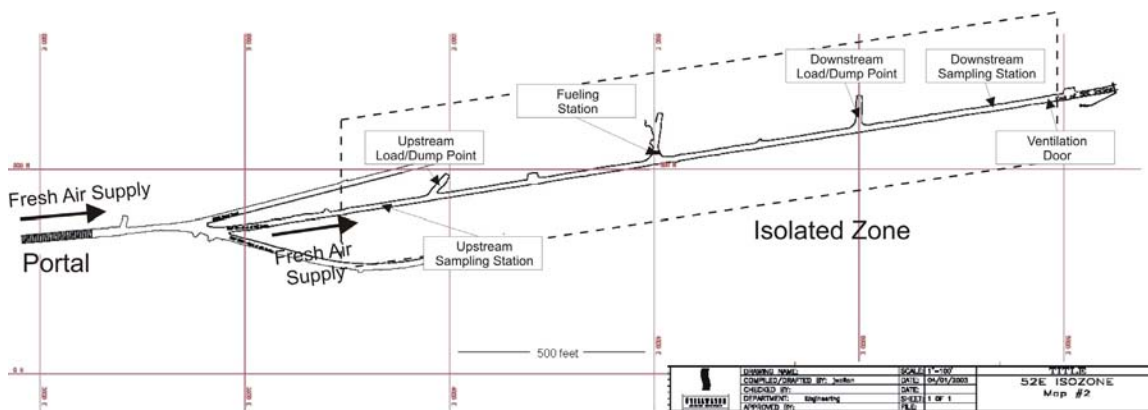 Fresh Air Supply
Portal
Fresh Air
Supply
Upstream
Load/Dump Point
Upstream
Sampling Station
Fueling
Station
Downstream
Load/Dump Point
Downstream
Sampling Station
Ventilation
Door
Isolated Zone
500 feet
DRAWING NAME:
COMPILED/DRAFTED BY:
CHECKED BY:
DEPARTMENT: Engineering
APPROVED BY:
SCALE: 1"=100'
DATE: 04/01/2003
DATE:
SHEET: 1 OF 1
FILE:
TITLE
52E ISOZONE
Map #2